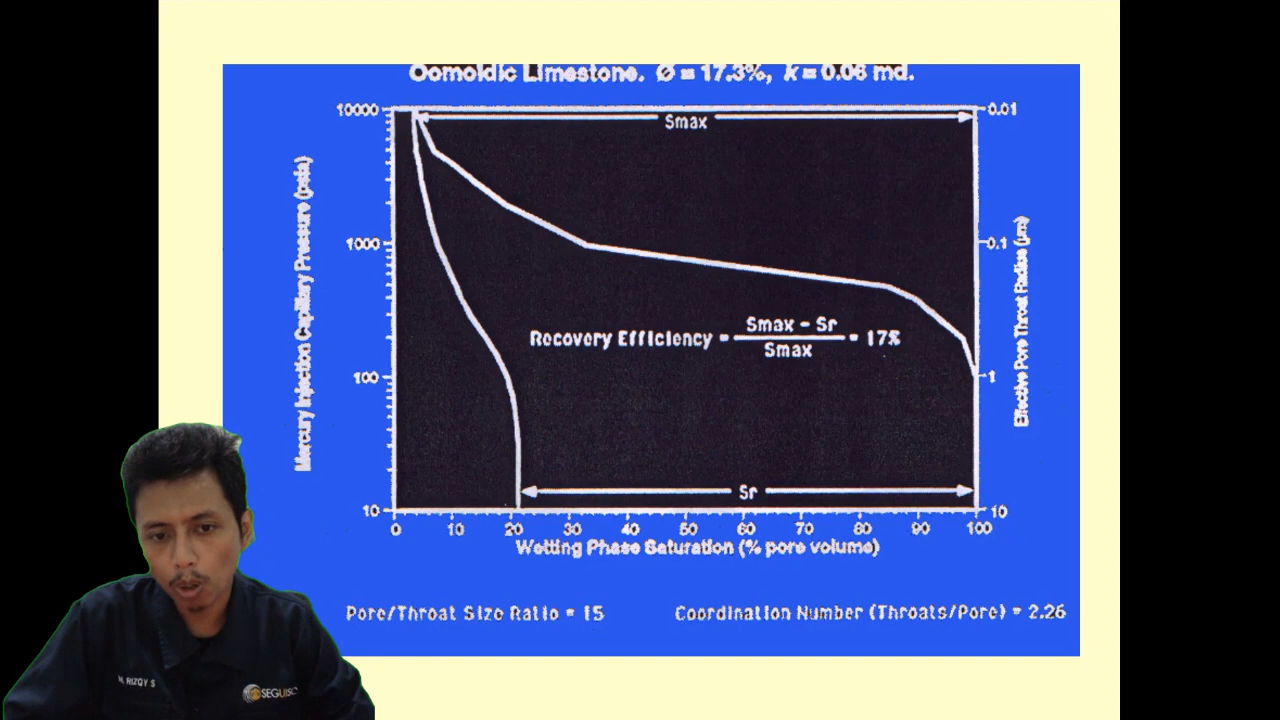 Oomoldic Limestone. Ø = 17.3%, k = 0.06 md.
10000
0.01
Smax
Mercury Injection Capillary Pressure (psia)
1000
0.1
Effective Pore Throat Radius (µm)
Recovery Efficiency = Smax - Sr / Smax = 17%
100
1
Sr
10
10
0 10 20 30 40 50 60 70 80 90 100
Wetting Phase Saturation (% pore volume)
Pore/Throat Size Ratio = 15
Coordination Number (Throats/Pore) = 2.26
M. RIZQY S
SEGUISC